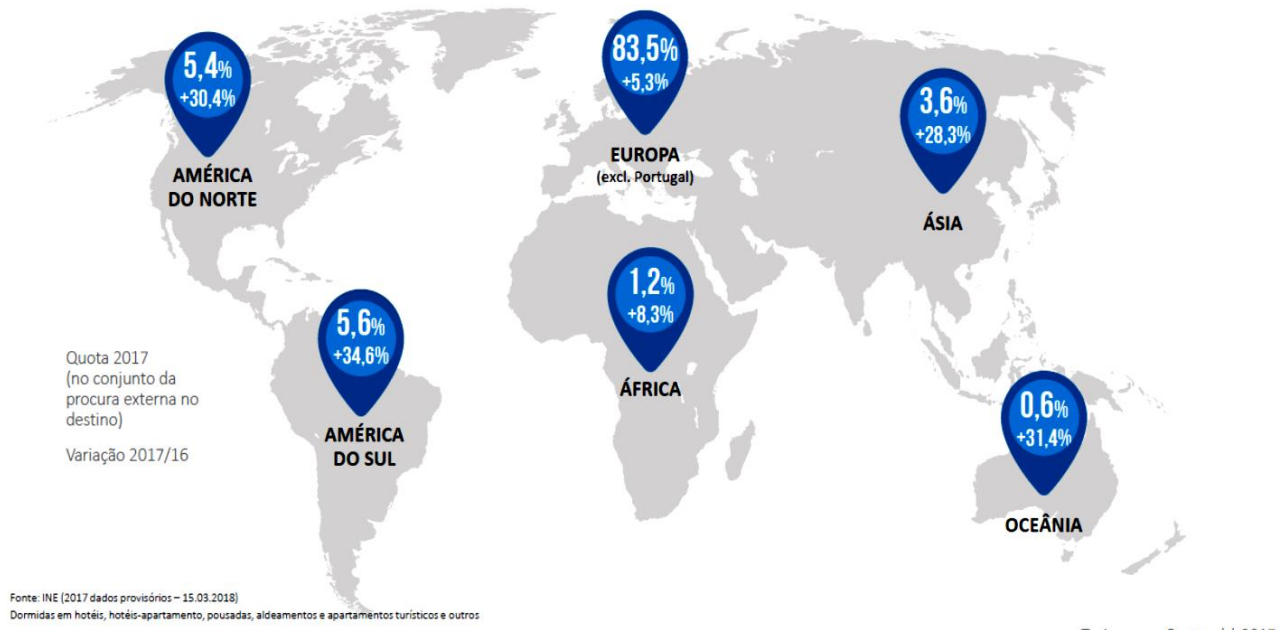 5,4%
+30,4%
AMÉRICA
DO NORTE
83,5%
+5,3%
EUROPA
(excl. Portugal)
3,6%
+28,3%
ÁSIA
5,6%
+34,6%
AMÉRICA
DO SUL
1,2%
+8,3%
ÁFRICA
0,6%
+31,4%
OCEÂNIA
Quota 2017
(no conjunto da
procura externa no
destino)
Variação 2017/16
Fonte: INE (2017 dados provisórios – 15.03.2018)
Dormidas em hotéis, hotéis-apartamento, pousadas, aldeamentos e apartamentos turísticos e outros